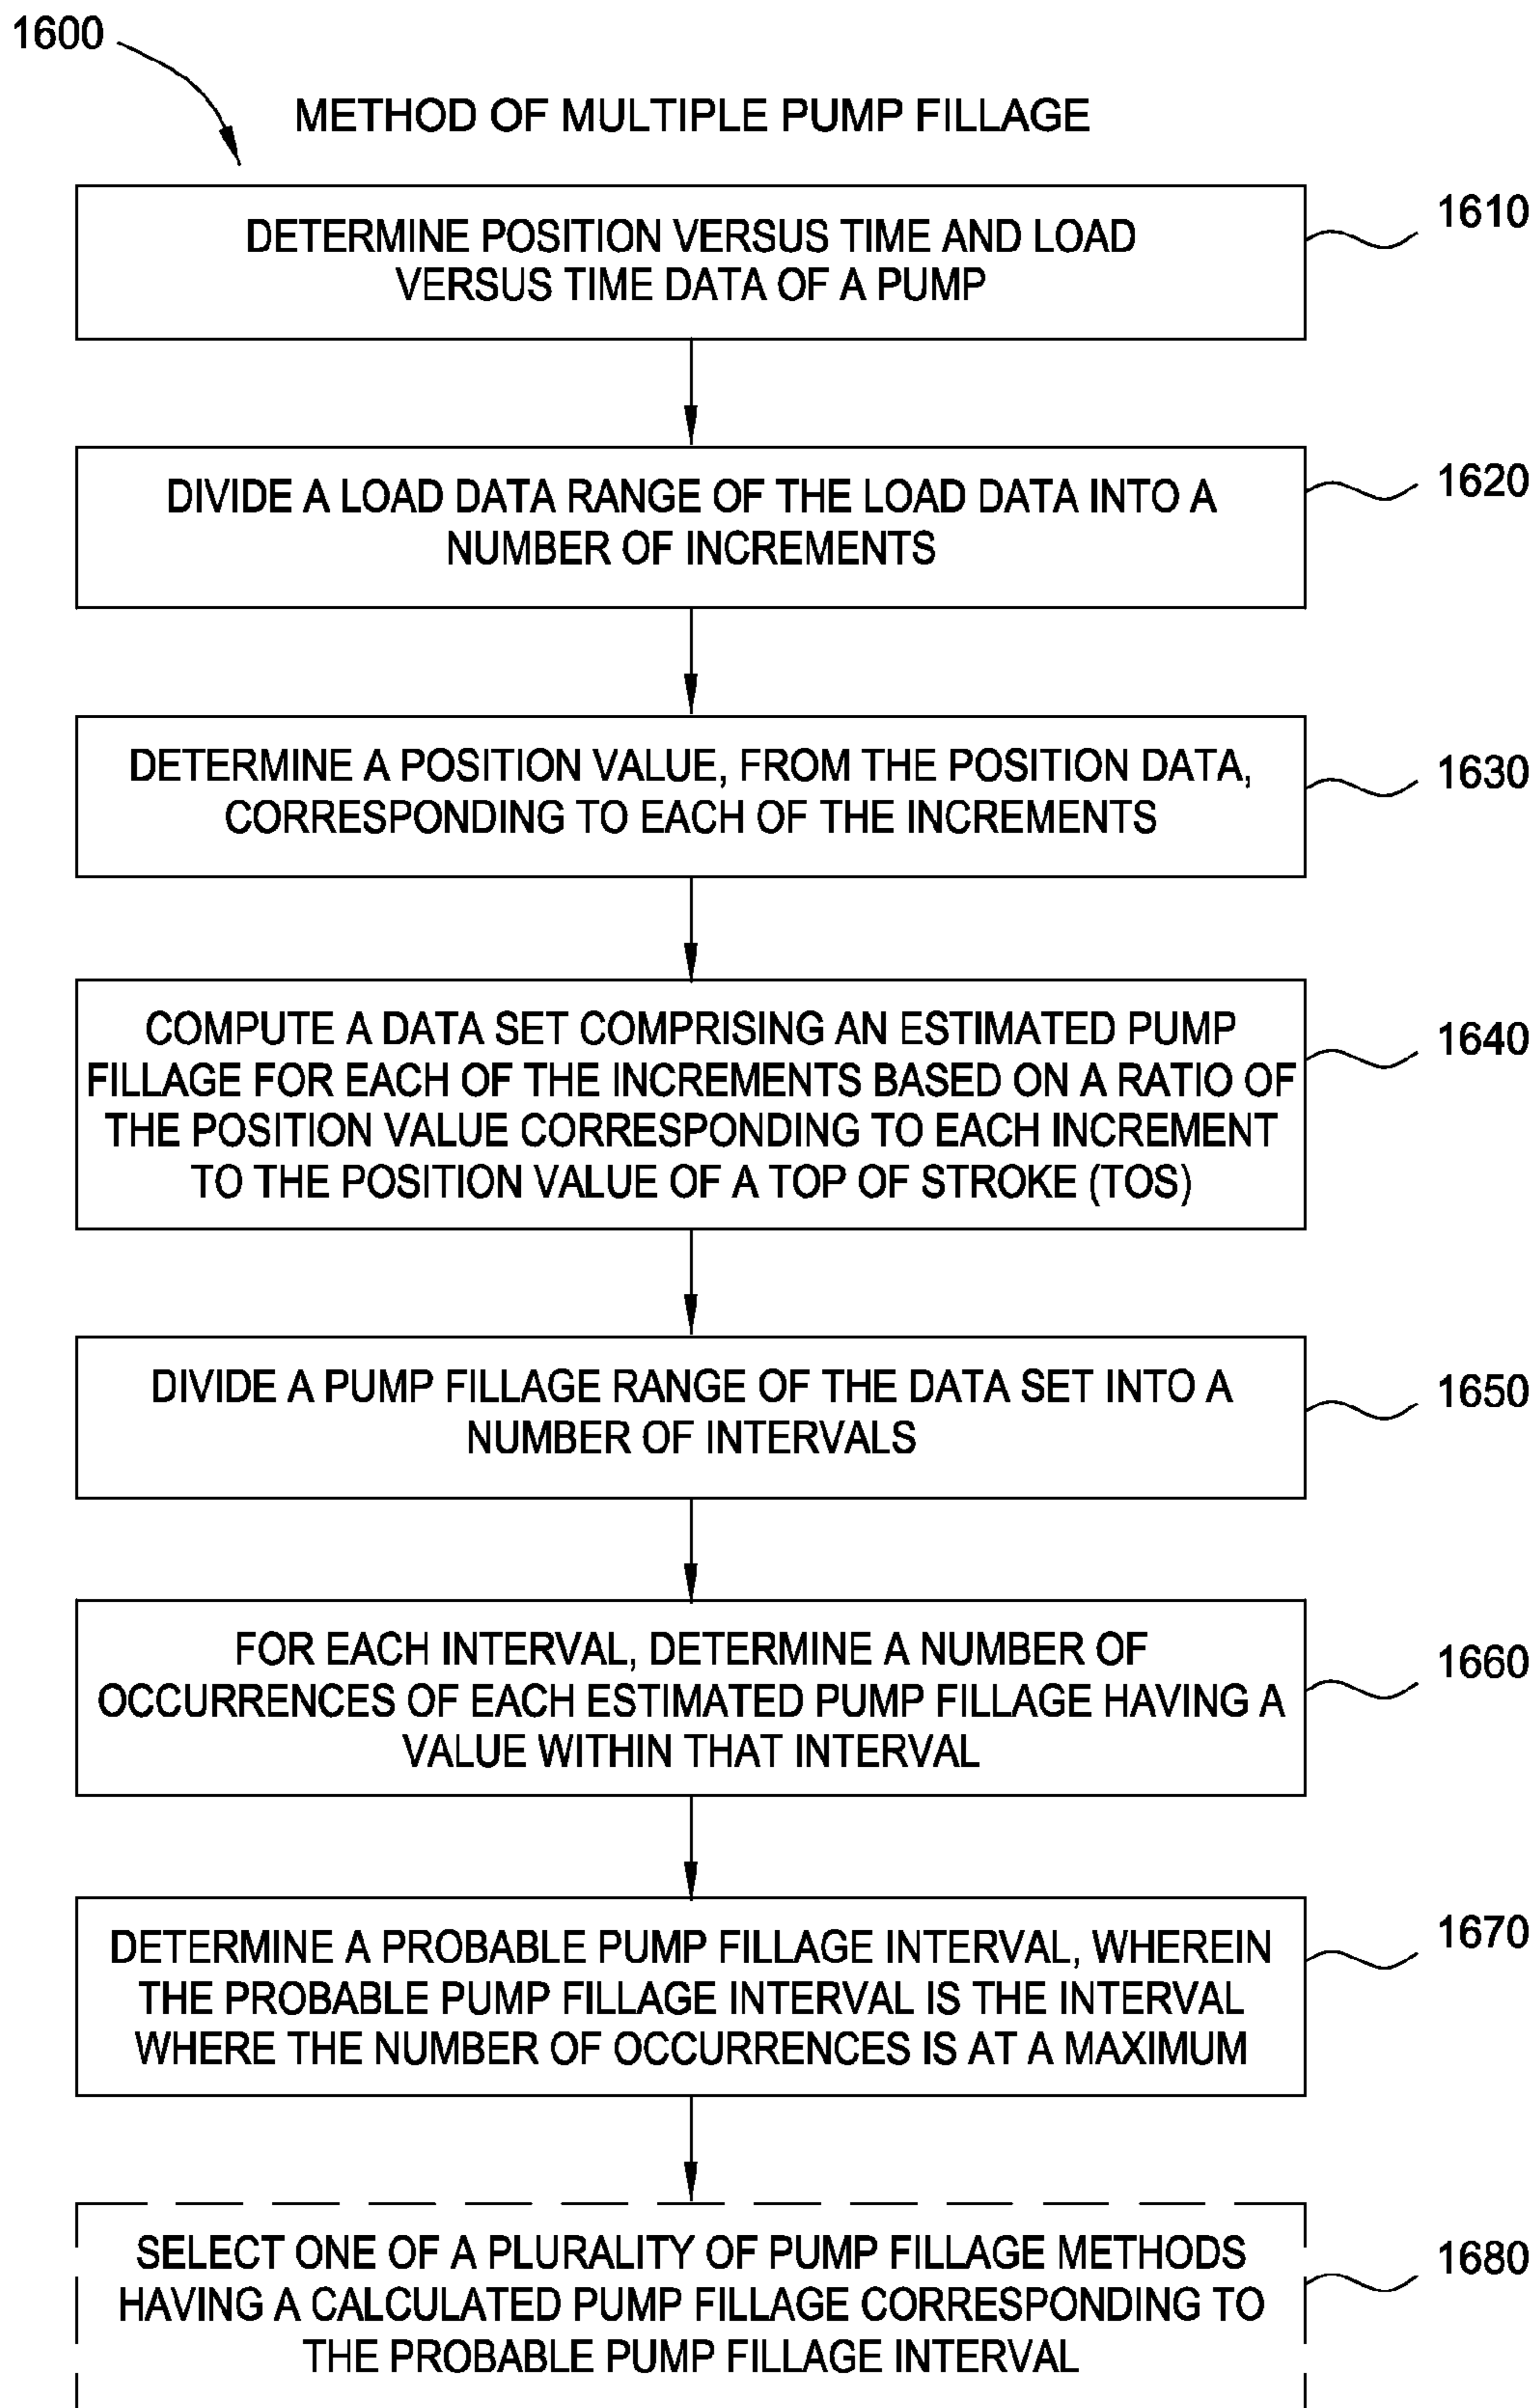 1600
METHOD OF MULTIPLE PUMP FILLAGE
DETERMINE POSITION VERSUS TIME AND LOAD
VERSUS TIME DATA OF A PUMP
1610
DIVIDE A LOAD DATA RANGE OF THE LOAD DATA INTO A
NUMBER OF INCREMENTS
1620
DETERMINE A POSITION VALUE, FROM THE POSITION DATA,
CORRESPONDING TO EACH OF THE INCREMENTS
1630
COMPUTE A DATA SET COMPRISING AN ESTIMATED PUMP
FILLAGE FOR EACH OF THE INCREMENTS BASED ON A RATIO OF
THE POSITION VALUE CORRESPONDING TO EACH INCREMENT
TO THE POSITION VALUE OF A TOP OF STROKE (TOS)
1640
DIVIDE A PUMP FILLAGE RANGE OF THE DATA SET INTO A
NUMBER OF INTERVALS
1650
FOR EACH INTERVAL, DETERMINE A NUMBER OF
OCCURRENCES OF EACH ESTIMATED PUMP FILLAGE HAVING A
VALUE WITHIN THAT INTERVAL
1660
DETERMINE A PROBABLE PUMP FILLAGE INTERVAL, WHEREIN
THE PROBABLE PUMP FILLAGE INTERVAL IS THE INTERVAL
WHERE THE NUMBER OF OCCURRENCES IS AT A MAXIMUM
1670
SELECT ONE OF A PLURALITY OF PUMP FILLAGE METHODS
HAVING A CALCULATED PUMP FILLAGE CORRESPONDING TO
THE PROBABLE PUMP FILLAGE INTERVAL
1680